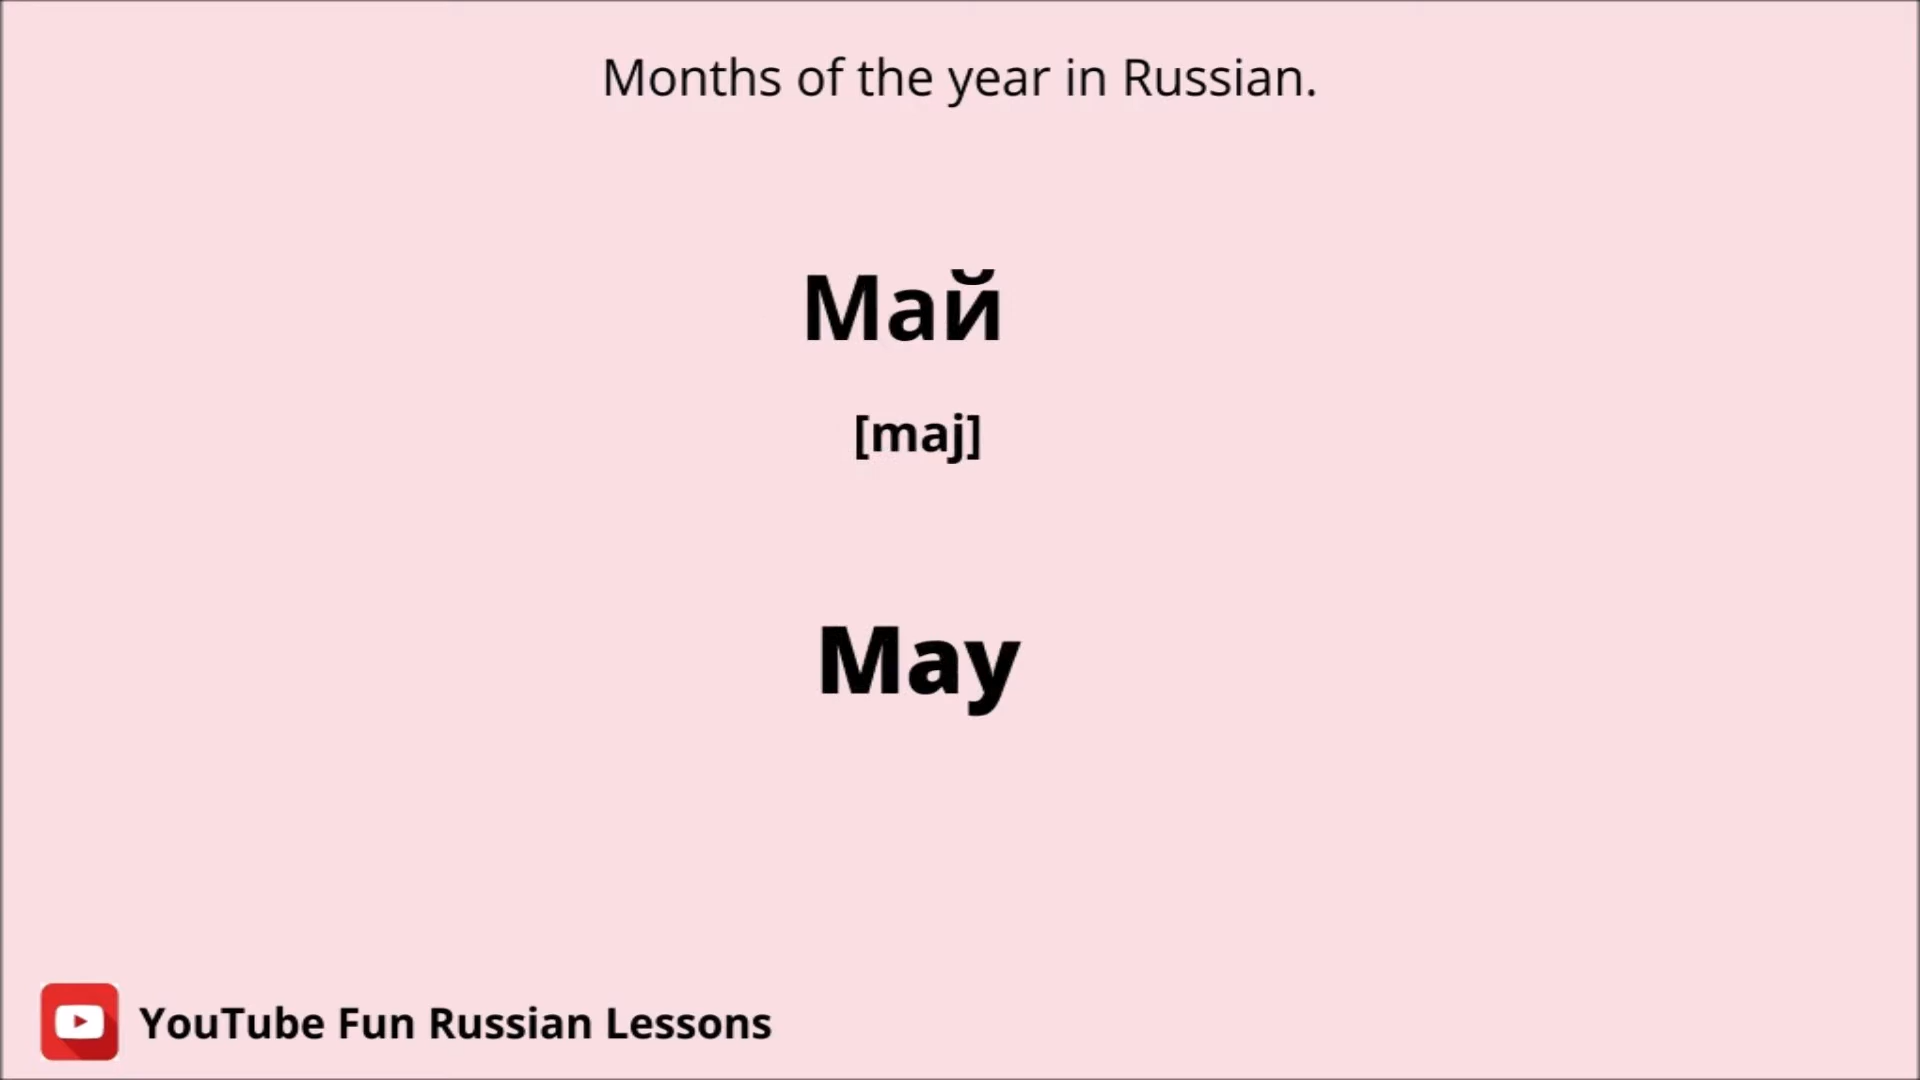 Months of the year in Russian.
Май
[maj]
May
YouTube Fun Russian Lessons